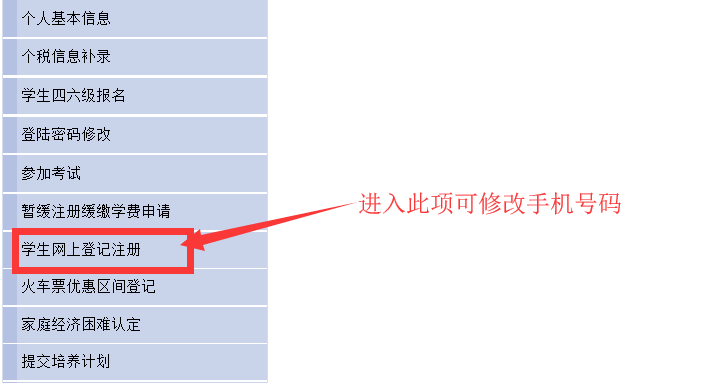 个人基本信息
个税信息补录
学生四六级报名
登陆密码修改
参加考试
暂缓注册缓缴学费申请
进入此项可修改手机号码
学生网上登记注册
火车票优惠区间登记
家庭经济困难认定
提交培养计划